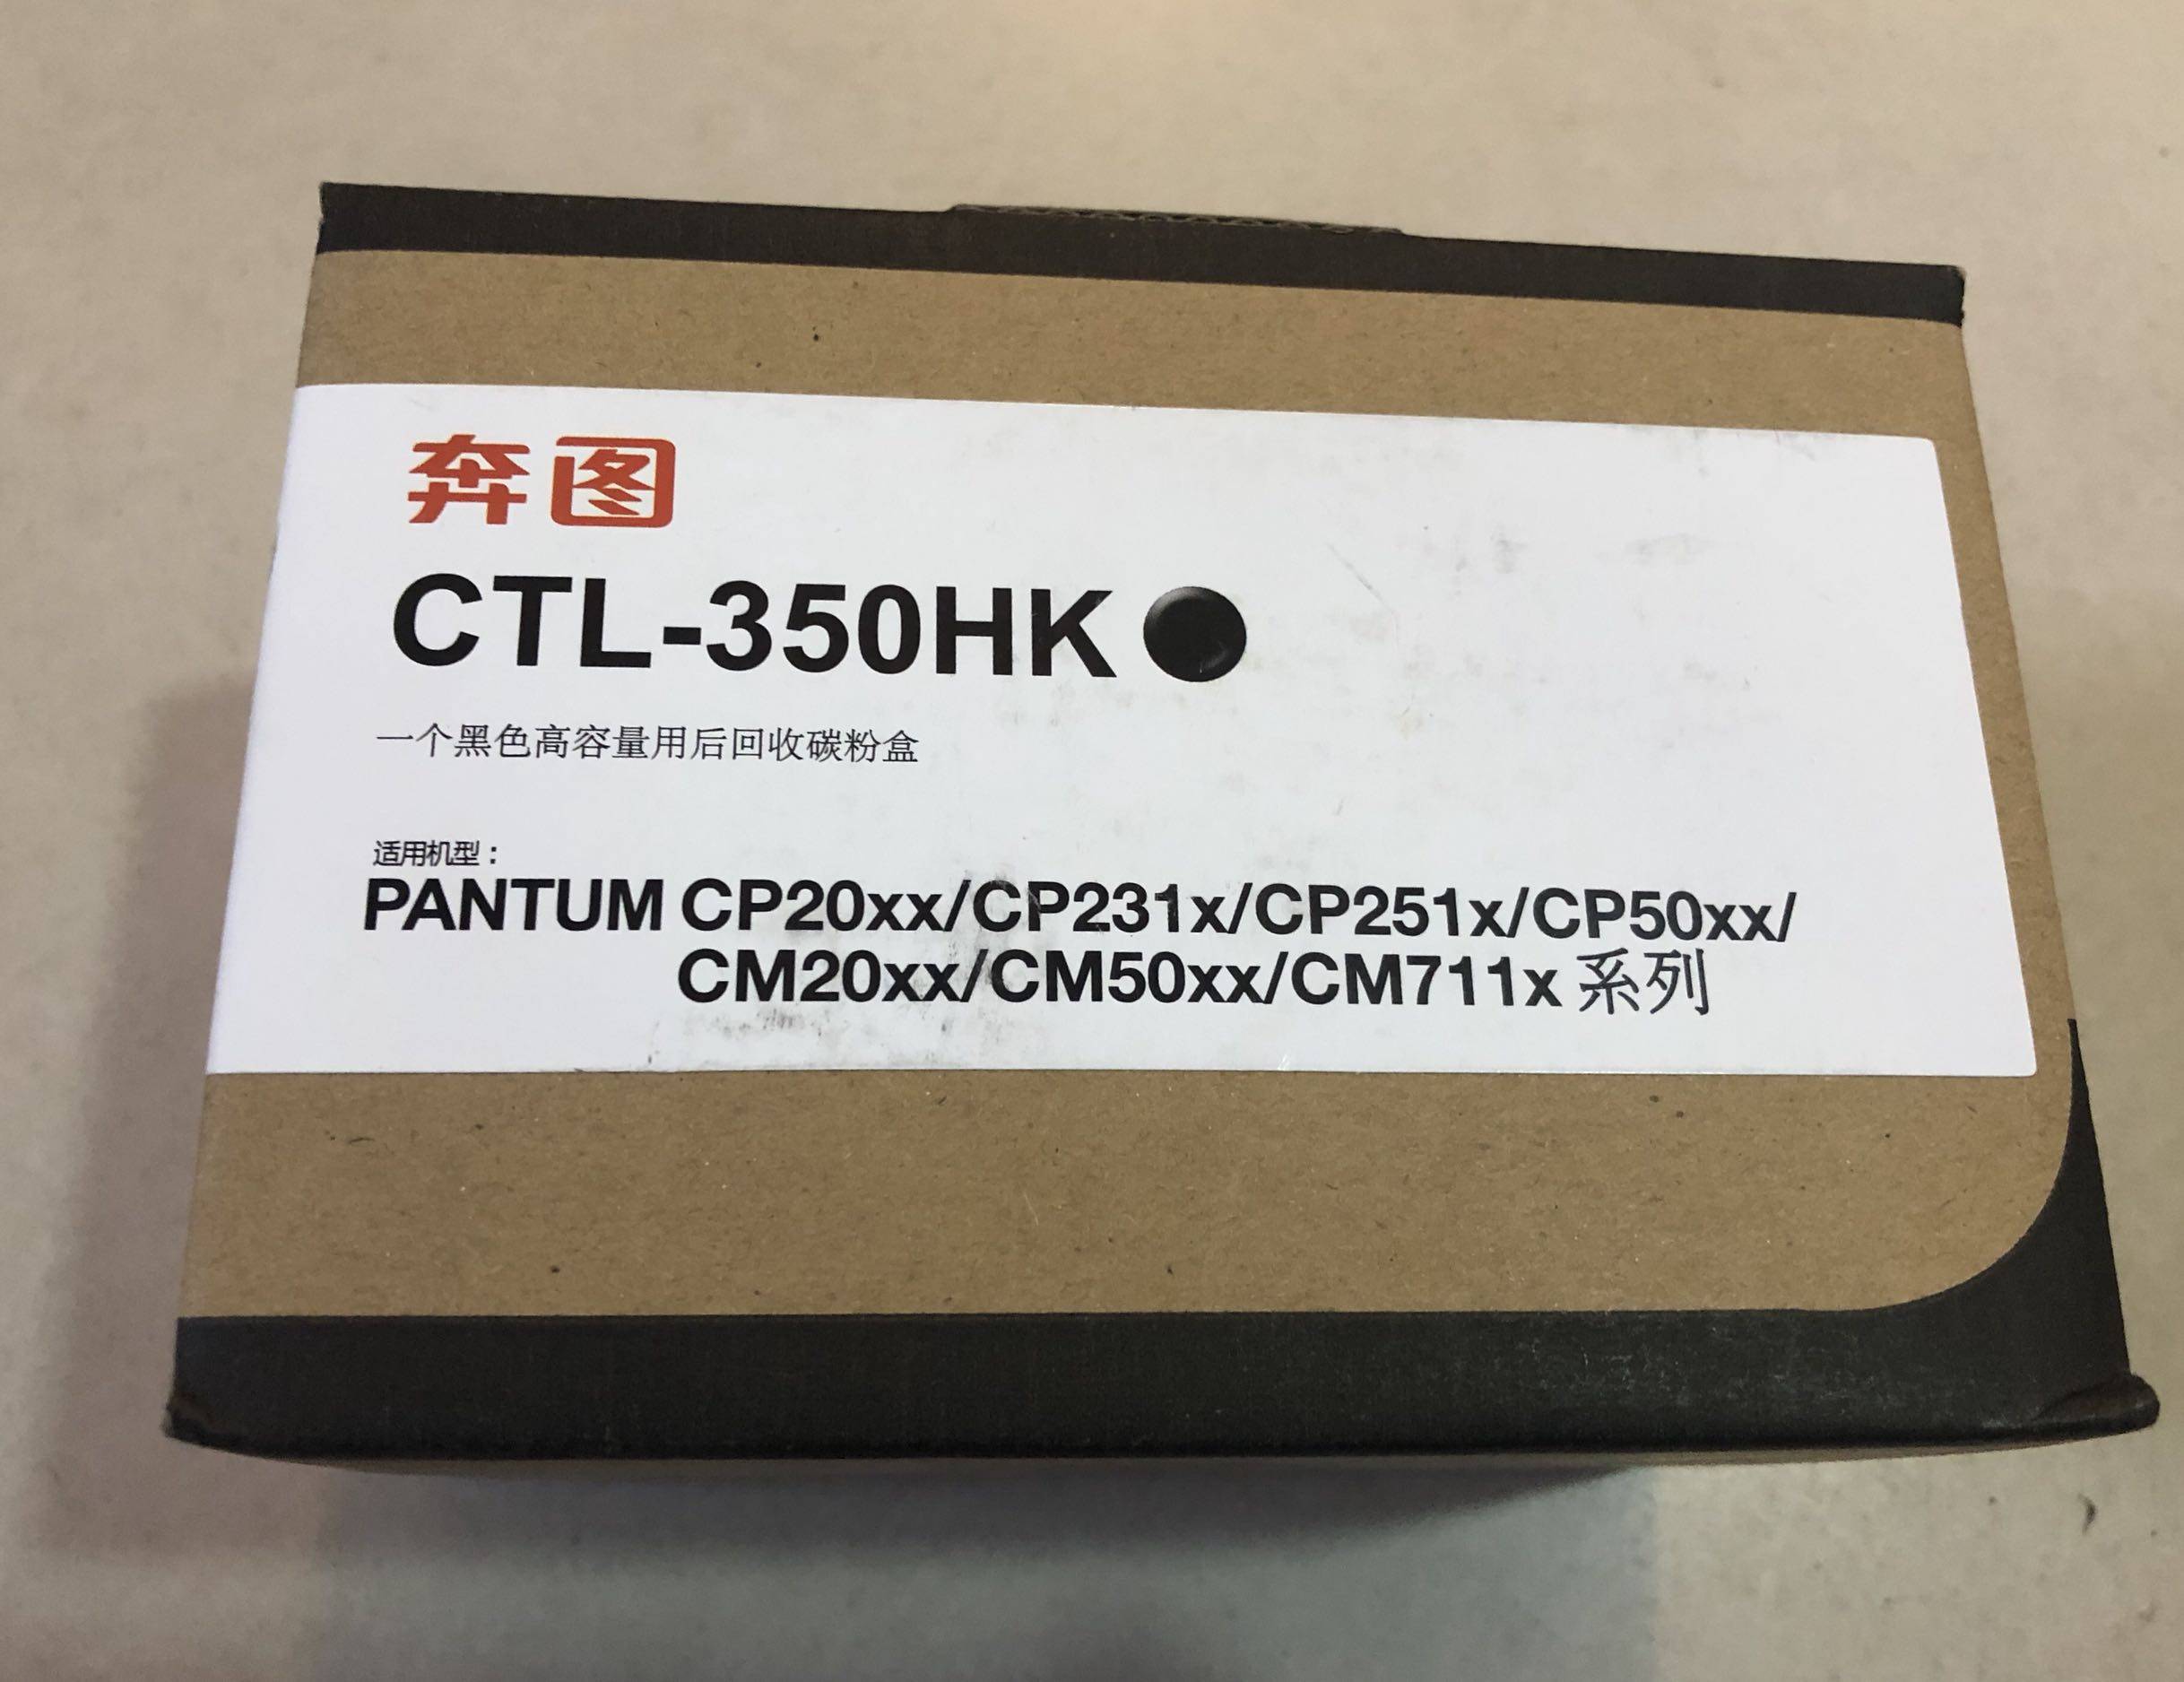 奔图
CTL-350HK
一个黑色高容量用后回收碳粉盒
适用机型：
PANTUM CP20xx/CP231x/CP251x/CP50xx/
CM20xx/CM50xx/CM711x 系列